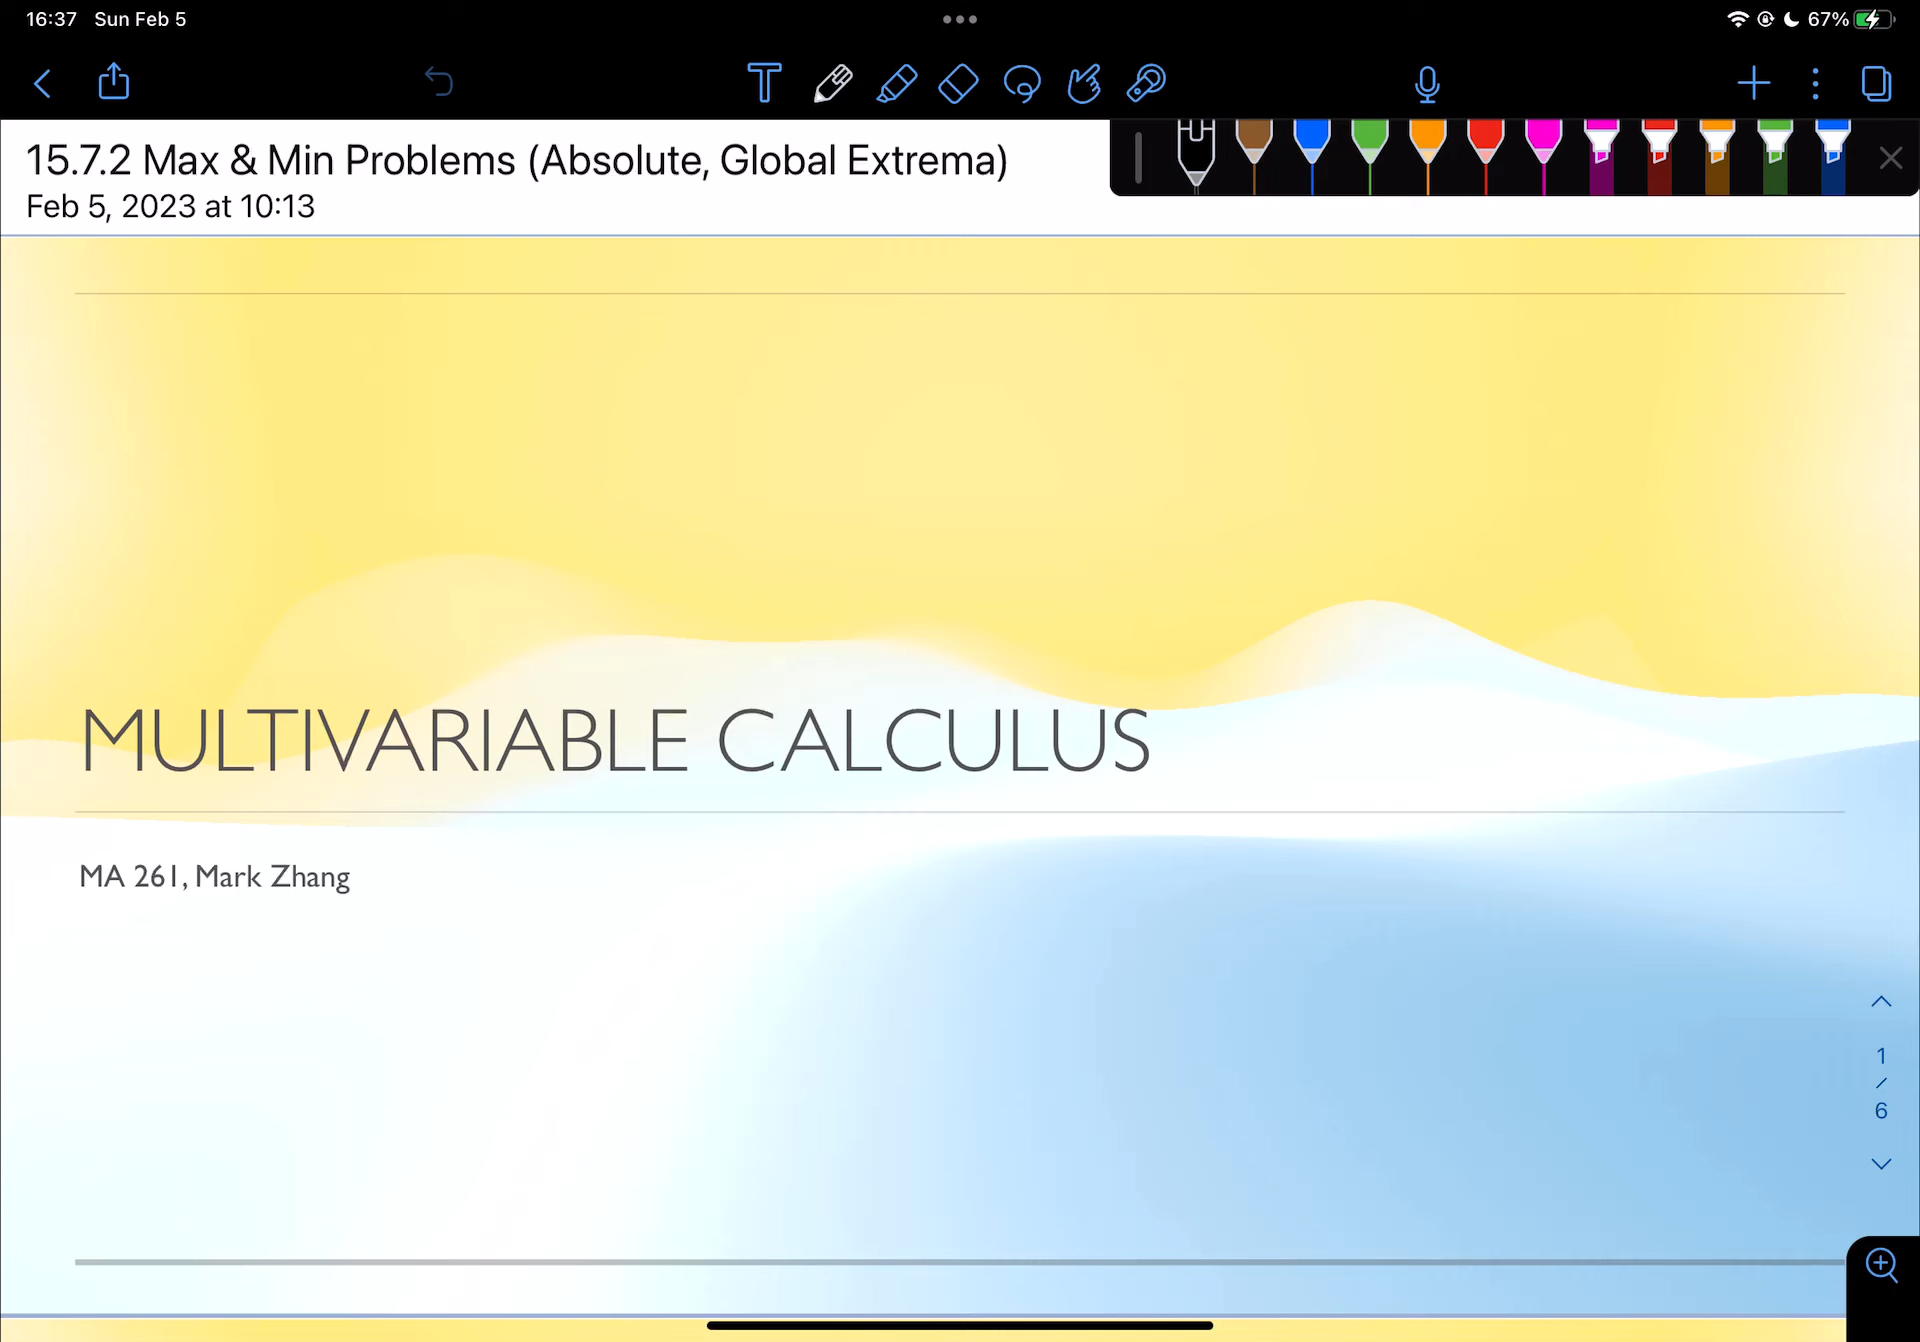 16:37 Sun Feb 5
67%
15.7.2 Max & Min Problems (Absolute, Global Extrema)
Feb 5, 2023 at 10:13
MULTIVARIABLE CALCULUS
MA 261, Mark Zhang
1
/
6